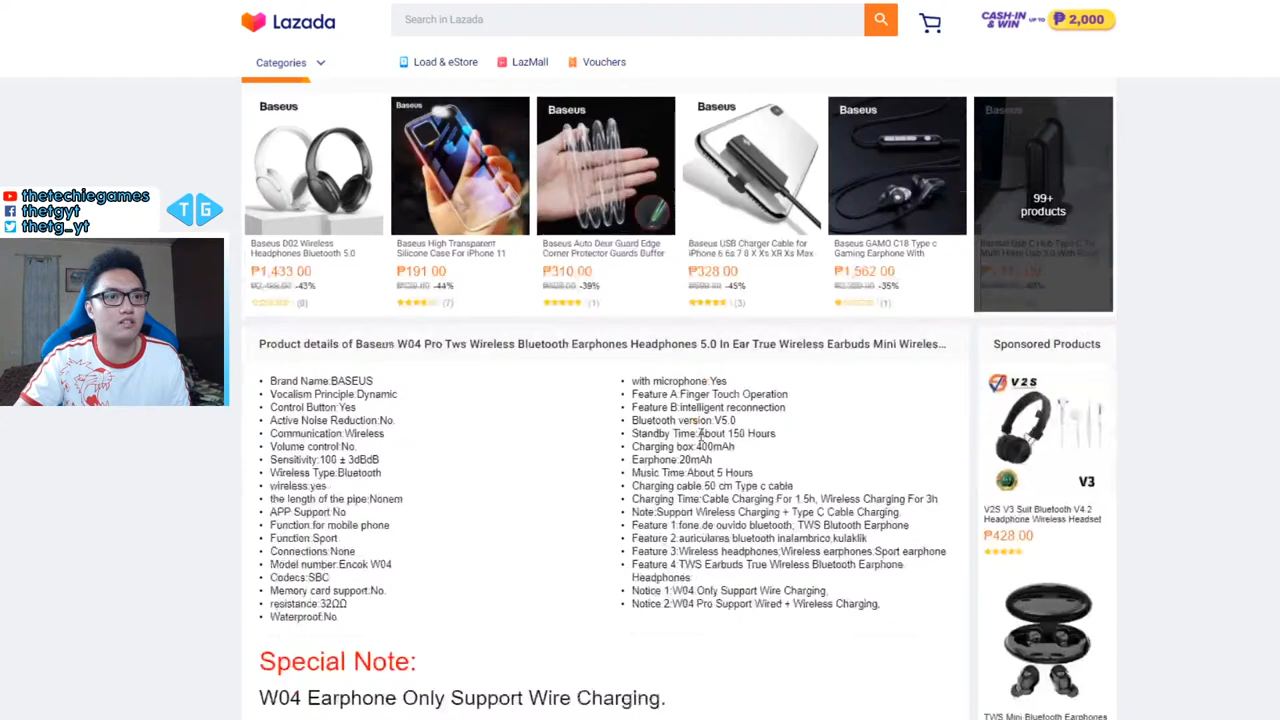 Lazada
Search in Lazada
CASH-IN
& WIN
UP TO
₱ 2,000
Categories
Load & eStore
LazMall
Vouchers
Baseus
Baseus
Baseus
Baseus
Baseus
99+
products
Baseus D02 Wireless
Headphones Bluetooth 5.0
₱1,433.00
-43%
(8)
Baseus High Transparent
Silicone Case For iPhone 11
₱191.00
-44%
(7)
Baseus Auto Door Guard Edge
Corner Protector Guards Buffer
₱310.00
-39%
(1)
Baseus USB Charger Cable for
iPhone 6 6s 7 8 X Xs XR Xs Max
₱328.00
-45%
(3)
Baseus GAMO C18 Type c
Gaming Earphone With
₱1,562.00
-35%
(1)
thetechiegames
thetgyt
thetg_yt
T G
Product details of Baseus W04 Pro Tws Wireless Bluetooth Earphones Headphones 5.0 In Ear True Wireless Earbuds Mini Wireles...
Brand Name:BASEUS
Vocalism Principle:Dynamic
Control Button:Yes
Active Noise Reduction:No.
Communication:Wireless
Volume control:No.
Sensitivity:100 ± 3dBdB
Wireless Type:Bluetooth
wireless:yes
the length of the pipe:Nonem
APP Support:No
Function:for mobile phone
Function:Sport
Connections:None
Model number:Encok W04
Codecs:SBC
Memory card support:No.
resistance:32ΩΩ
Waterproof:No
with microphone:Yes
Feature A:Finger Touch Operation
Feature B:intelligent reconnection
Bluetooth version:V5.0
Standby Time:About 150 Hours
Charging box:400mAh
Earphone:20mAh
Music Time:About 5 Hours
Charging cable:50 cm Type c cable
Charging Time:Cable Charging For 1.5h, Wireless Charging For 3h
Note:Support Wireless Charging + Type C Cable Charging.
Feature 1:fone.de ouvido bluetooth; TWS Blutooth Earphone
Feature 2:auriculares bluetooth inalambrico,kulaklik
Feature 3:Wireless headphones;Wireless earphones.Sport earphone
Feature 4:TWS Earbuds True Wireless Bluetooth Earphone
Headphones
Notice 1:W04:Only Support Wire Charging.
Notice 2:W04 Pro Support Wired + Wireless Charging,
Special Note:
W04 Earphone Only Support Wire Charging.
Sponsored Products
V2S
V3
V2S V3 Suit Bluetooth V4.2
Headphone Wireless Headset
₱428.00
TWS Mini Bluetooth Earphones